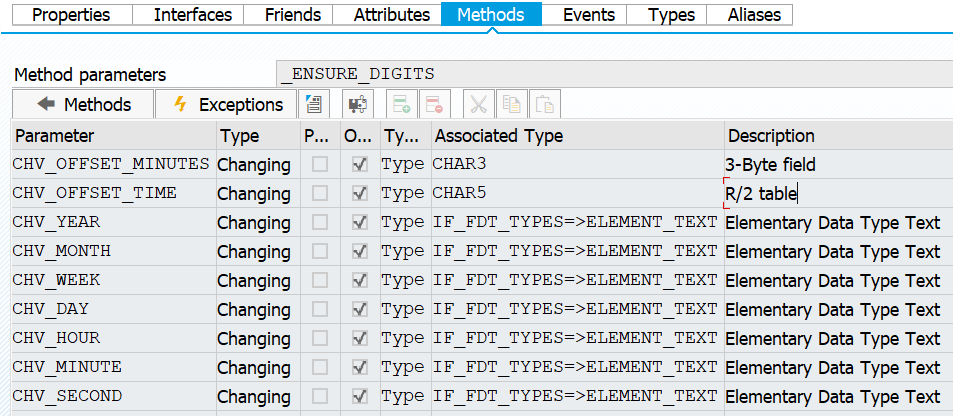 Properties Interfaces Friends Attributes Methods Events Types Aliases
Method parameters _ENSURE_DIGITS
Methods Exceptions
Parameter Type P... O... Ty... Associated Type Description
CHV_OFFSET_MINUTES Changing Type CHAR3 3-Byte field
CHV_OFFSET_TIME Changing Type CHAR5 R/2 table
CHV_YEAR Changing Type IF_FDT_TYPES=>ELEMENT_TEXT Elementary Data Type Text
CHV_MONTH Changing Type IF_FDT_TYPES=>ELEMENT_TEXT Elementary Data Type Text
CHV_WEEK Changing Type IF_FDT_TYPES=>ELEMENT_TEXT Elementary Data Type Text
CHV_DAY Changing Type IF_FDT_TYPES=>ELEMENT_TEXT Elementary Data Type Text
CHV_HOUR Changing Type IF_FDT_TYPES=>ELEMENT_TEXT Elementary Data Type Text
CHV_MINUTE Changing Type IF_FDT_TYPES=>ELEMENT_TEXT Elementary Data Type Text
CHV_SECOND Changing Type IF_FDT_TYPES=>ELEMENT_TEXT Elementary Data Type Text